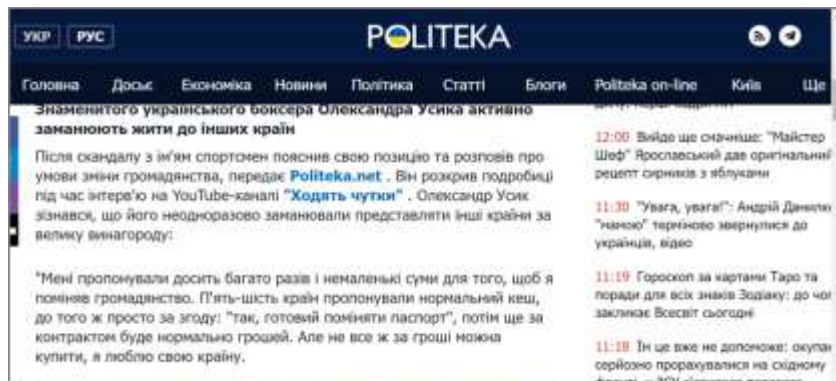 УКР РУС
POLITEKA
Головна Досьє Економіка Новини Політика Статті Блоги Politeka on-line Київ Ще
Знаменитого українського боксера Олександра Усика активно
заманюють жити до інших країн
Після скандалу з ім'ям спортсмен пояснив свою позицію та розповів про
умови зміни громадянства, передає Politeka.net . Він розкрив подробиці
під час інтерв'ю на YouTube-каналі "Ходять чутки" . Олександр Усик
зізнався, що його неодноразово заманювали представляти інші країни за
велику винагороду:
"Мені пропонували досить багато разів і немаленькі суми для того, щоб я
поміняв громадянство. П'ять-шість країн пропонували нормальний кеш,
до того ж просто за згоду: "так, готовий поміняти паспорт", потім ще за
контрактом буде нормально грошей. Але не все ж за гроші можна
купити, я люблю свою країну.
12:00 Вийде ще смачніше: "Майстер
Шеф" Ярославський дав оригінальний
рецепт сирників з яблуками
11:30 "Увага, увага!": Андрій Данилко
"мамою" терміново звернулися до
українців, відео
11:19 Гороскоп за картами Таро та
поради для всіх знаків Зодіаку: до чог
закликає Всесвіт сьогодні
11:18 Їм це вже не допоможе: окупан
серйозно прорахувалися на східному